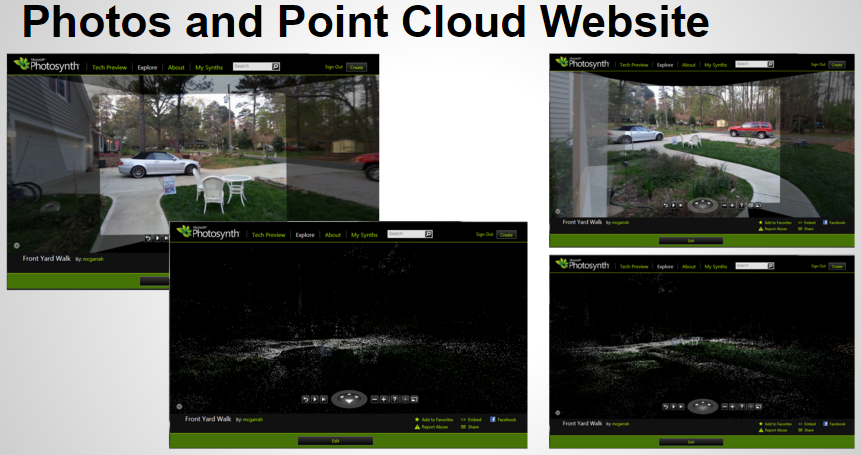 Photos and Point Cloud Website
Microsoft
Photosynth
Tech Preview Explore About My Synths Search Sign Out Create
Front Yard Walk By: mcgarrah
Microsoft
Photosynth
Tech Preview Explore About My Synths Search Sign Out Create
Front Yard Walk By: mcgarrah
Add to Favorites Embed Facebook
Report Abuse Share
Edit
Microsoft
Photosynth
Tech Preview Explore About My Synths Search Sign Out Create
Front Yard Walk By: mcgarrah
Add to Favorites Embed Facebook
Report Abuse Share
Edit
Microsoft
Photosynth
Tech Preview Explore About My Synths Search Sign Out Create
Front Yard Walk By: mcgarrah
Add to Favorites Embed Facebook
Report Abuse Share
Edit